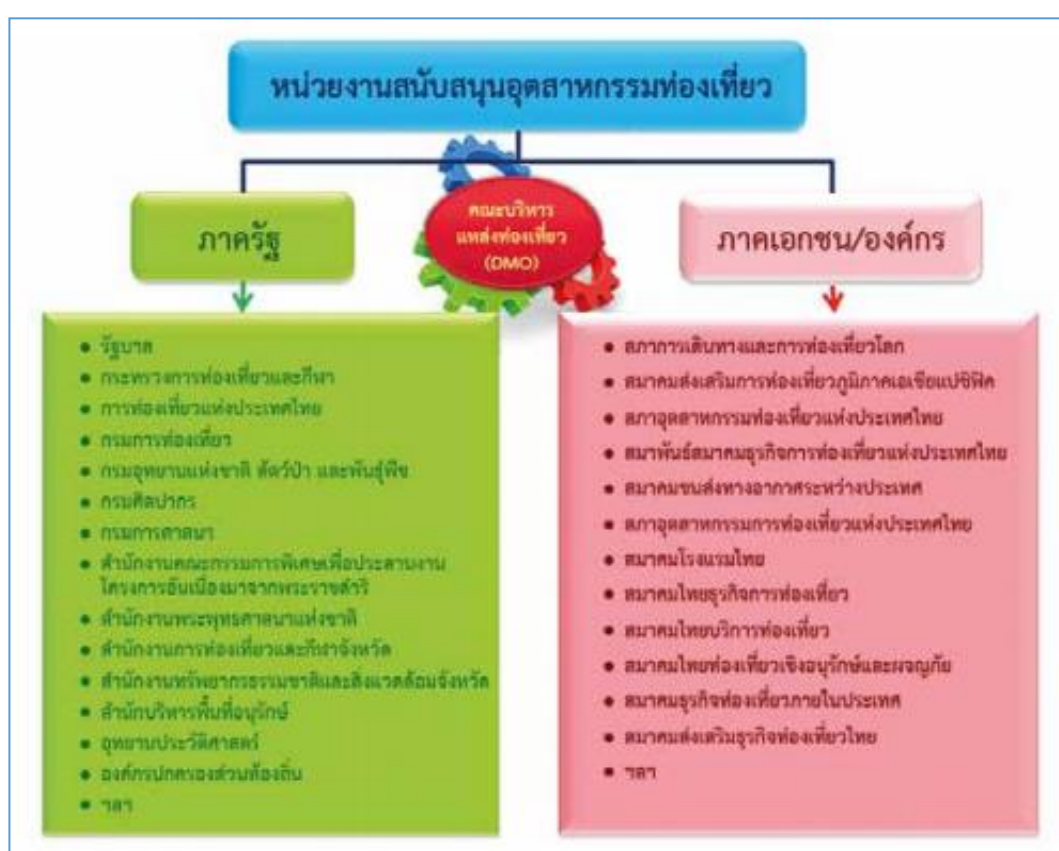 หน่วยงานสนับสนุนอุตสาหกรรมท่องเที่ยว
คณะบริหาร
แหล่งท่องเที่ยว
(DMO)
ภาครัฐ
• รัฐบาล
• กระทรวงการท่องเที่ยวและกีฬา
• การท่องเที่ยวแห่งประเทศไทย
• กรมการท่องเที่ยว
• กรมอุทยานแห่งชาติ สัตว์ป่า และพันธุ์พืช
• กรมศิลปากร
• กรมการศาสนา
• สำนักงานคณะกรรมการพิเศษเพื่อประสานงาน
โครงการอันเนื่องมาจากพระราชดำริ
• สำนักงานพระพุทธศาสนาแห่งชาติ
• สำนักงานการท่องเที่ยวและกีฬาจังหวัด
• สำนักงานทรัพยากรธรรมชาติและสิ่งแวดล้อมจังหวัด
• สำนักบริหารพื้นที่อนุรักษ์
• อุทยานประวัติศาสตร์
• องค์กรปกครองส่วนท้องถิ่น
• ฯลฯ
ภาคเอกชน/องค์กร
• สภาการเดินทางและการท่องเที่ยวโลก
• สมาคมส่งเสริมการท่องเที่ยวภูมิภาคเอเชียแปซิฟิค
• สภาอุตสาหกรรมท่องเที่ยวแห่งประเทศไทย
• สมาพันธ์สมาคมธุรกิจการท่องเที่ยวแห่งประเทศไทย
• สมาคมขนส่งทางอากาศระหว่างประเทศ
• สภาอุตสาหกรรมการท่องเที่ยวแห่งประเทศไทย
• สมาคมโรงแรมไทย
• สมาคมไทยธุรกิจการท่องเที่ยว
• สมาคมไทยบริการท่องเที่ยว
• สมาคมไทยท่องเที่ยวเชิงอนุรักษ์และผจญภัย
• สมาคมธุรกิจท่องเที่ยวภายในประเทศ
• สมาคมส่งเสริมธุรกิจท่องเที่ยวไทย
• ฯลฯ